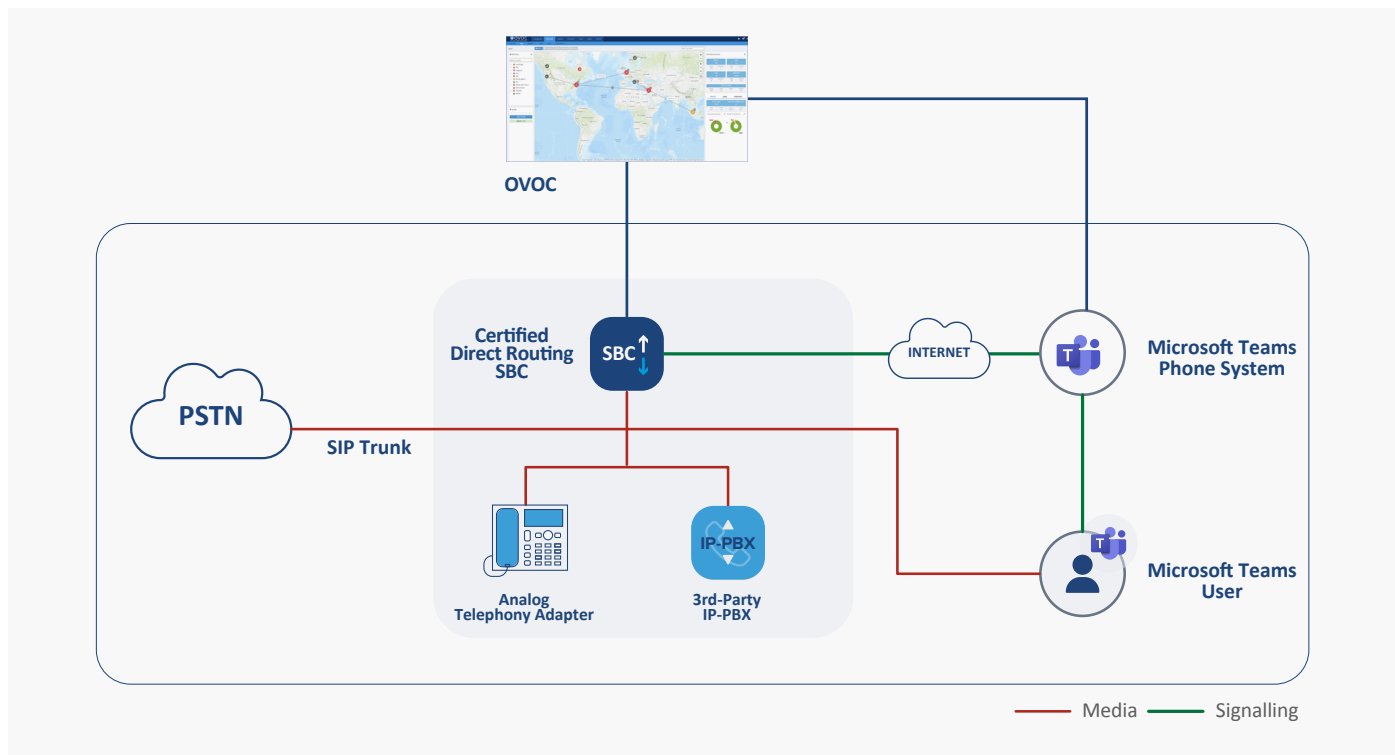 OVOC
Certified
Direct Routing
SBC
SBC
INTERNET
T
Microsoft Teams
Phone System
PSTN
SIP Trunk
IP-PBX
T
Analog
Telephony Adapter
3rd-Party
IP-PBX
Microsoft Teams
User
Media
Signalling